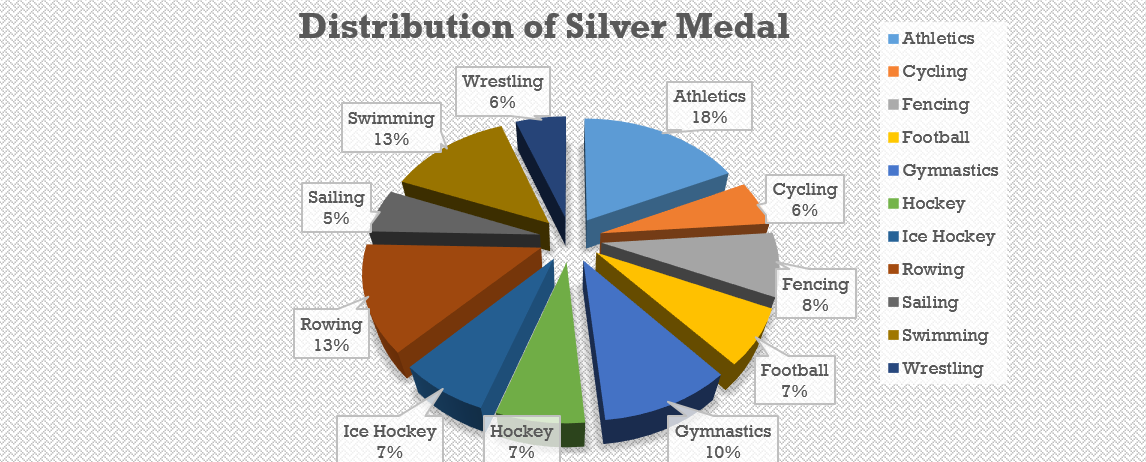 Distribution of Silver Medal
Wrestling
6%
Athletics
18%
Swimming
13%
Cycling
6%
Sailing
5%
Fencing
8%
Rowing
13%
Football
7%
Ice Hockey
7%
Hockey
7%
Gymnastics
10%
Athletics
Cycling
Fencing
Football
Gymnastics
Hockey
Ice Hockey
Rowing
Sailing
Swimming
Wrestling